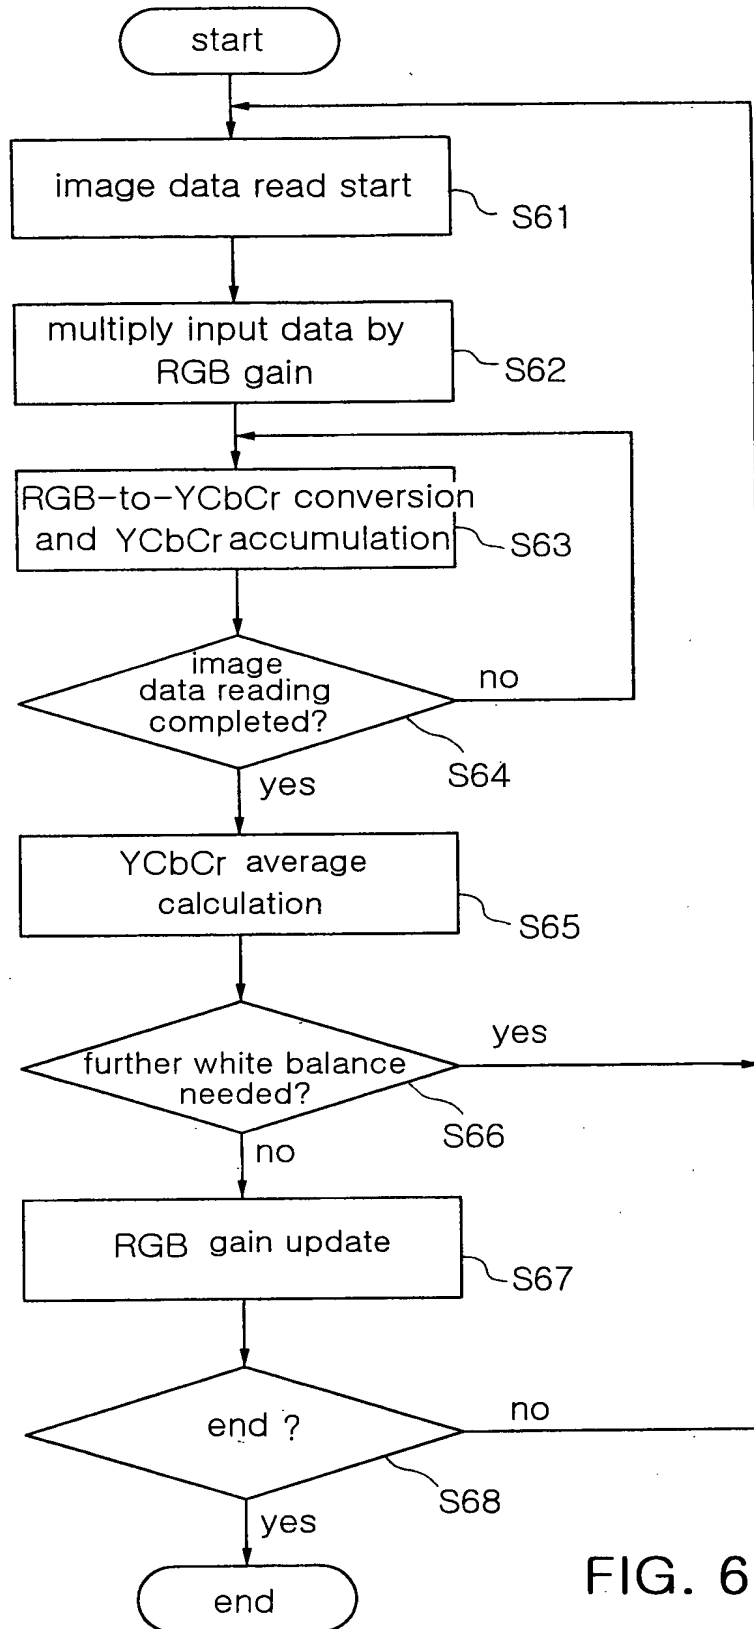 start
image data read start
S61
multiply input data by
RGB gain
S62
RGB-to-YCbCr conversion
and YCbCr accumulation
S63
image
data reading
completed?
no
S64
yes
YCbCr average
calculation
S65
yes
further white balance
needed?
S66
no
RGB gain update
S67
end ?
no
S68
yes
end
FIG. 6